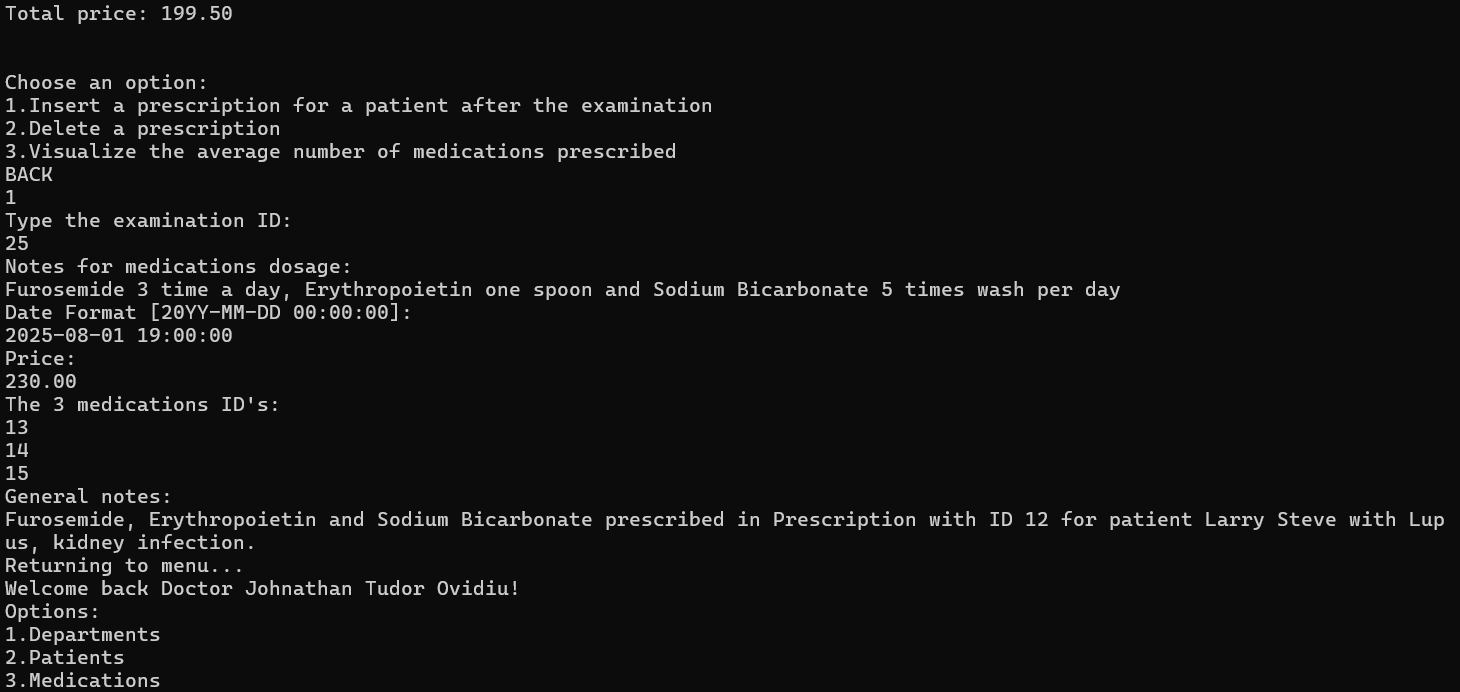 Total price: 199.50
Choose an option:
1.Insert a prescription for a patient after the examination
2.Delete a prescription
3.Visualize the average number of medications prescribed
BACK
1
Type the examination ID:
25
Notes for medications dosage:
Furosemide 3 time a day, Erythropoietin one spoon and Sodium Bicarbonate 5 times wash per day
Date Format [20YY-MM-DD 00:00:00]:
2025-08-01 19:00:00
Price:
230.00
The 3 medications ID's:
13
14
15
General notes:
Furosemide, Erythropoietin and Sodium Bicarbonate prescribed in Prescription with ID 12 for patient Larry Steve with Lup
us, kidney infection.
Returning to menu...
Welcome back Doctor Johnathan Tudor Ovidiu!
Options:
1.Departments
2.Patients
3.Medications